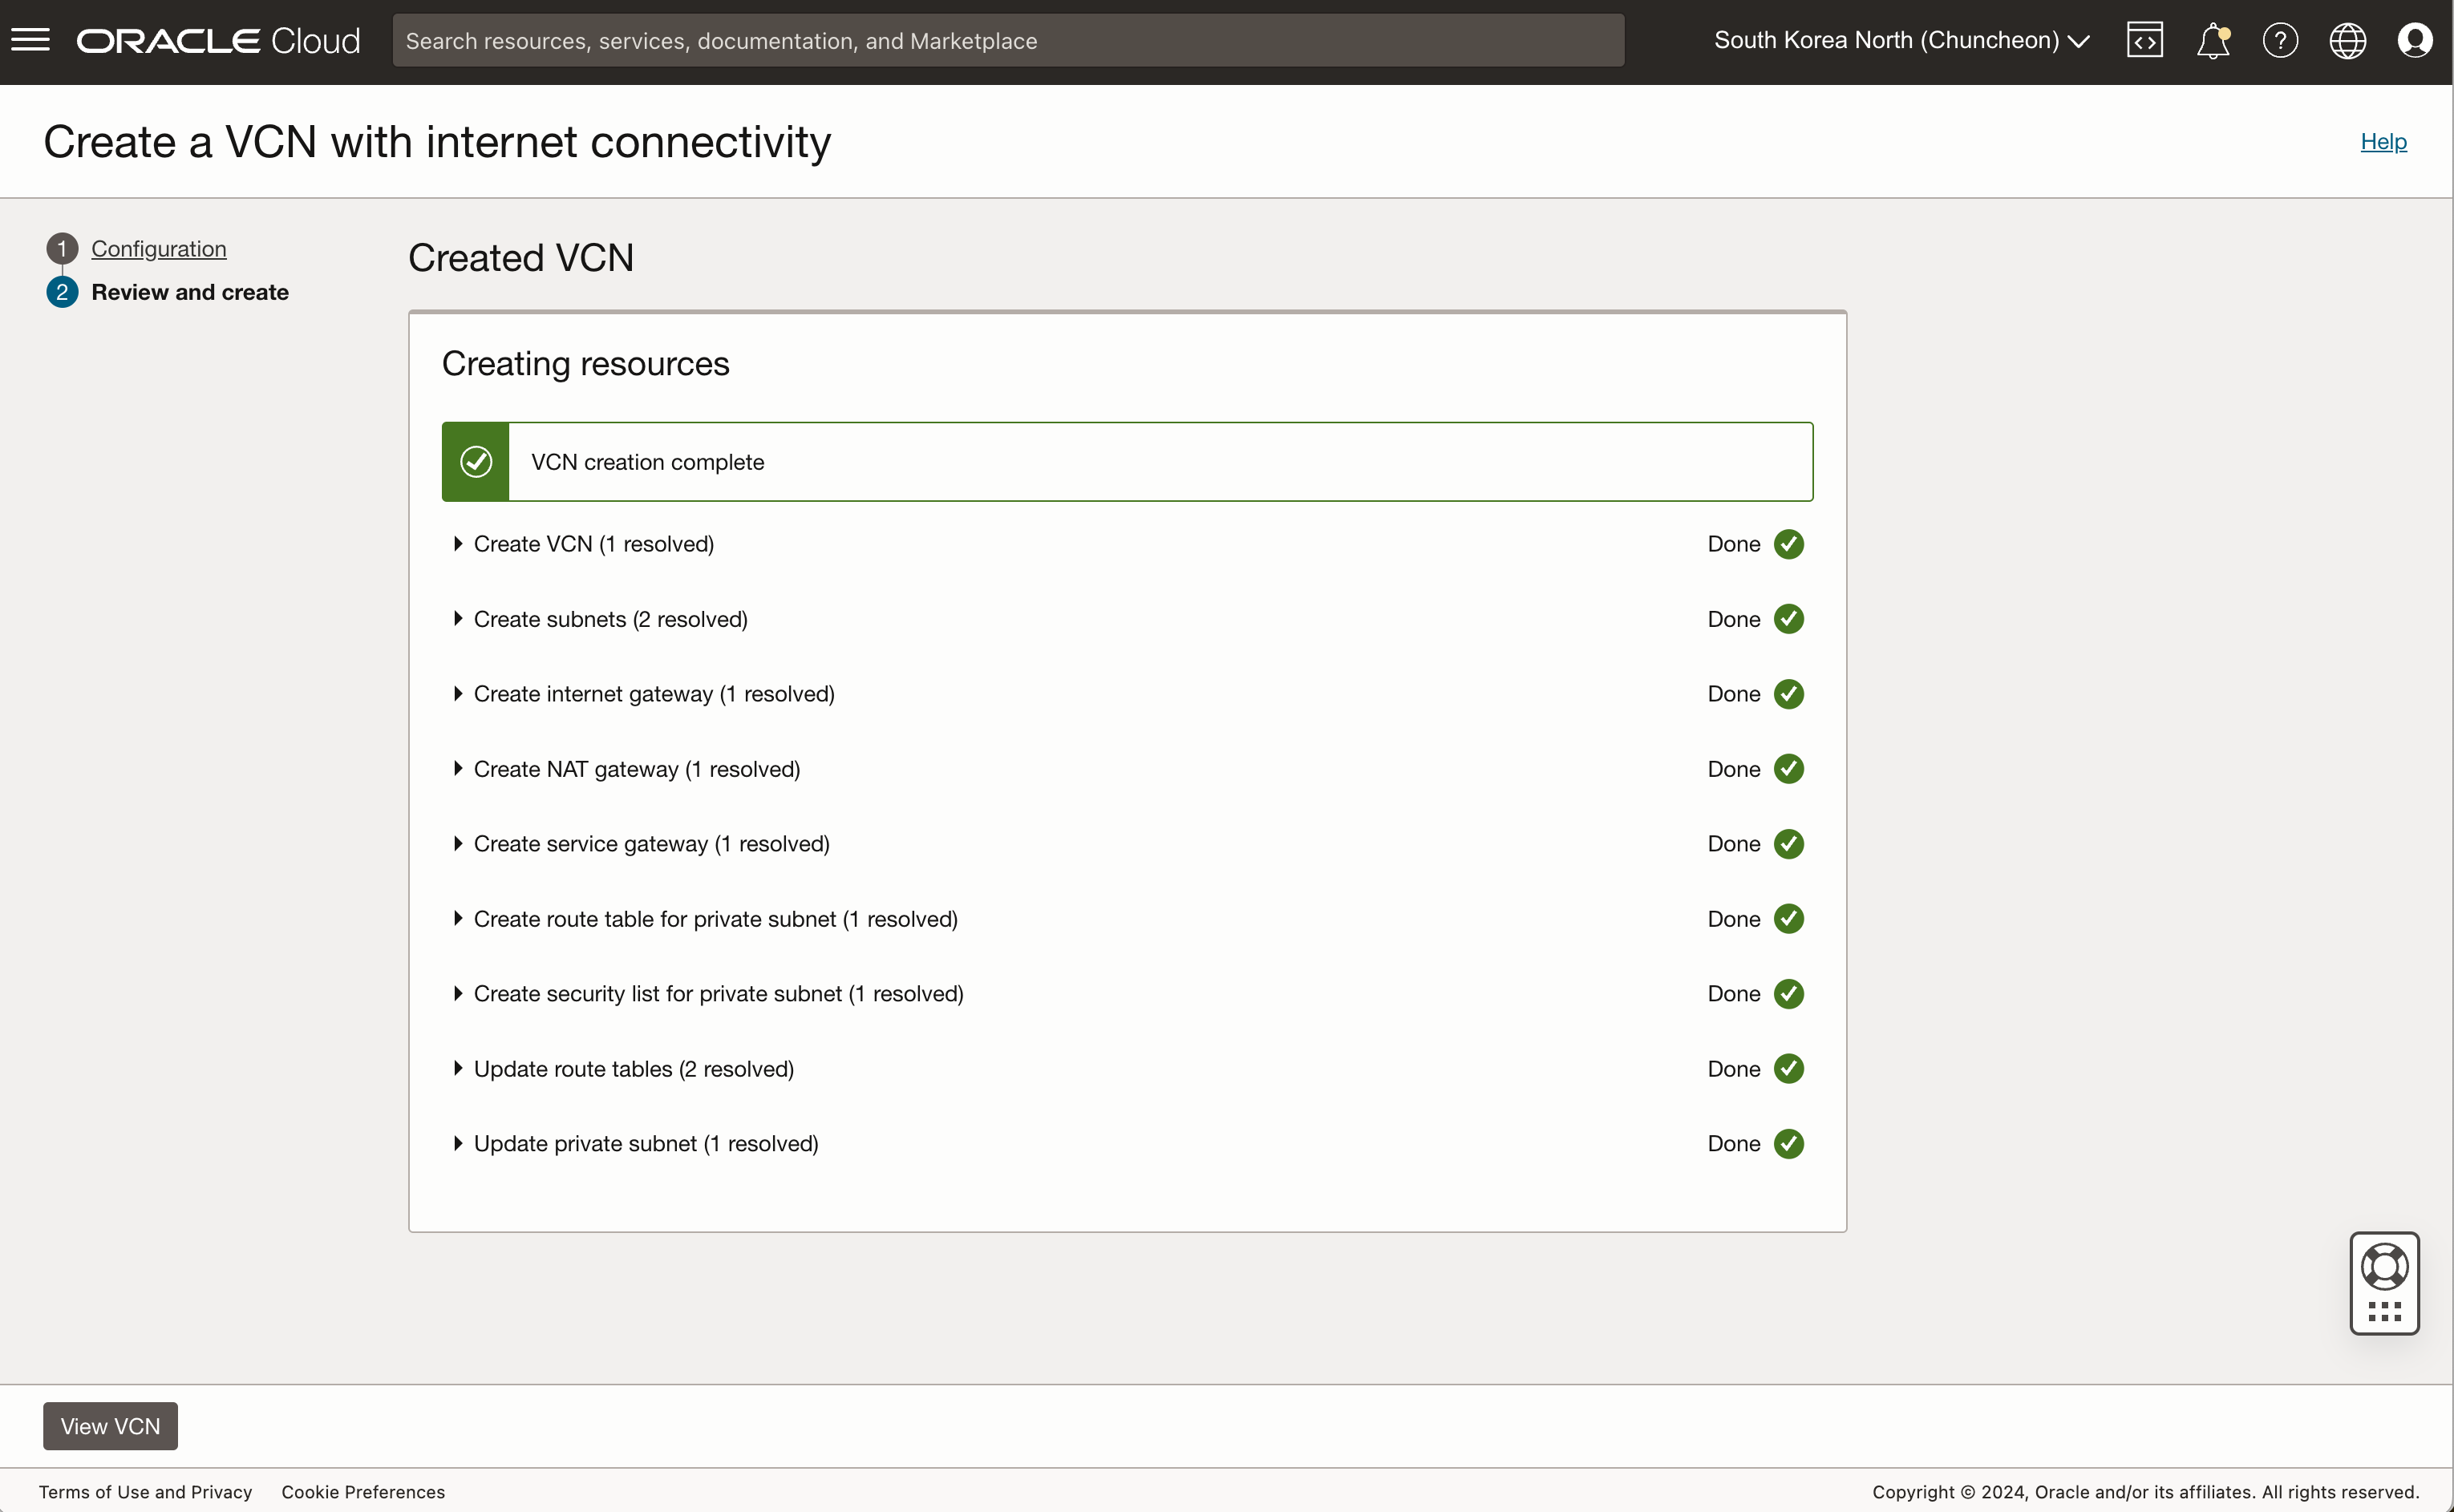 ORACLE Cloud
Search resources, services, documentation, and Marketplace
South Korea North (Chuncheon)
Create a VCN with internet connectivity
Help
1 Configuration
2 Review and create
Created VCN
Creating resources
VCN creation complete
Create VCN (1 resolved) Done
Create subnets (2 resolved) Done
Create internet gateway (1 resolved) Done
Create NAT gateway (1 resolved) Done
Create service gateway (1 resolved) Done
Create route table for private subnet (1 resolved) Done
Create security list for private subnet (1 resolved) Done
Update route tables (2 resolved) Done
Update private subnet (1 resolved) Done
View VCN
Terms of Use and Privacy Cookie Preferences
Copyright © 2024, Oracle and/or its affiliates. All rights reserved.